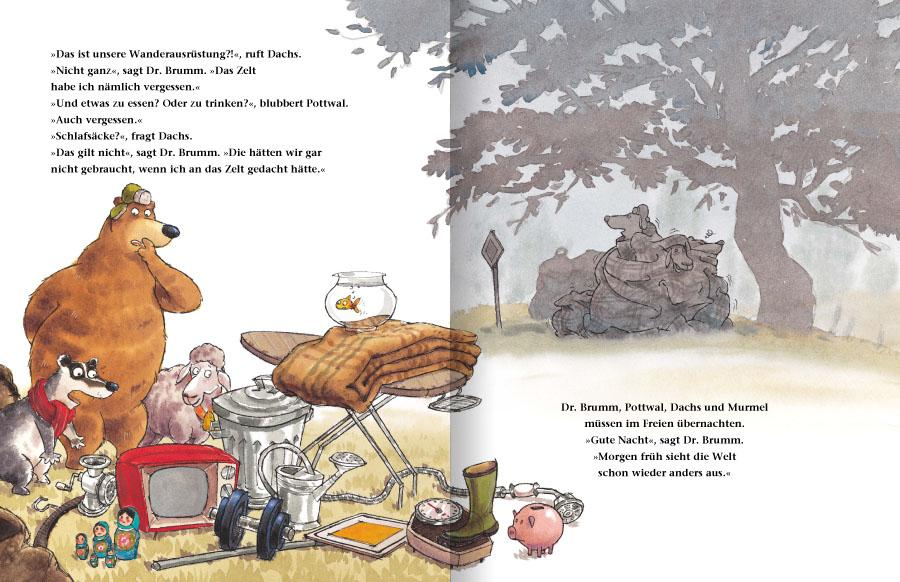 »Das ist unsere Wanderausrüstung?!«, ruft Dachs.
»Nicht ganz«, sagt Dr. Brumm. »Das Zelt
habe ich nämlich vergessen.«
»Und etwas zu essen? Oder zu trinken?«, blubbert Pottwal.
»Auch vergessen.«
»Schlafsäcke?«, fragt Dachs.
»Das gilt nicht«, sagt Dr. Brumm. »Die hätten wir gar
nicht gebraucht, wenn ich an das Zelt gedacht hätte.«
Dr. Brumm, Pottwal, Dachs und Murmel
müssen im Freien übernachten.
»Gute Nacht«, sagt Dr. Brumm.
»Morgen früh sieht die Welt
schon wieder anders aus.«